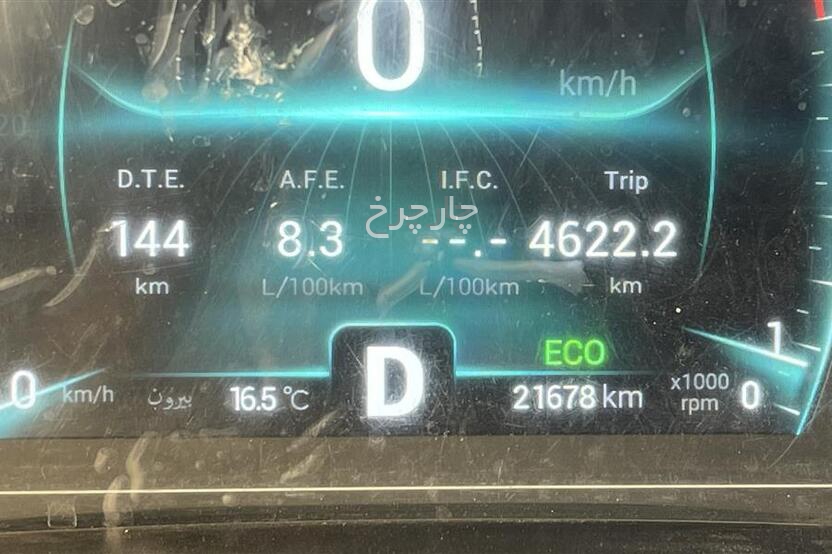 0
km/h
20
D.T.E. A.F.E. I.F.C. Trip
چارچرخ
144 8.3 --.- 4622.2
km L/100km L/100km km
ECO
1
0 km/h بیرون 16.5 °C D 21678 km x1000 rpm 0